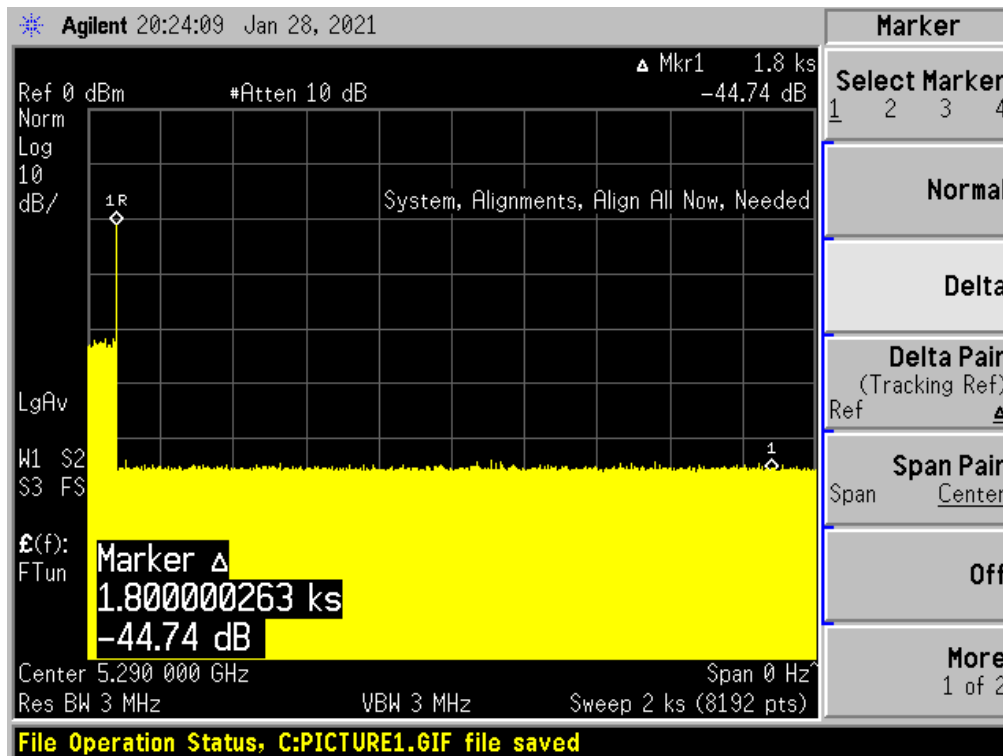 Agilent 20:24:09 Jan 28, 2021
Marker
Δ Mkr1 1.8 ks
Ref 0 dBm #Atten 10 dB -44.74 dB
Select Marker
1 2 3 4
Norm
Log
10
dB/
1R
System, Alignments, Align All Now, Needed
Normal
Delta
Delta Pair
(Tracking Ref)
Ref Δ
LgAv
1
W1 S2
S3 FS
Span Pair
Span Center
£(f):
FTun
Marker Δ
1.800000263 ks
-44.74 dB
Off
Center 5.290 000 GHz Span 0 Hz^
Res BW 3 MHz VBW 3 MHz Sweep 2 ks (8192 pts)
More
1 of 2
File Operation Status, C:PICTURE1.GIF file saved